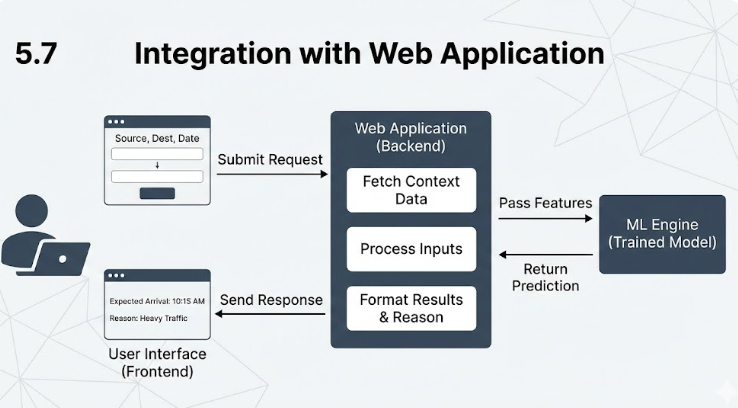 5.7 Integration with Web Application
Source, Dest, Date
Submit Request
Web Application
(Backend)
Fetch Context
Data
Process Inputs
Format Results
& Reason
Pass Features
Return
Prediction
ML Engine
(Trained Model)
Send Response
Expected Arrival: 10:15 AM
Reason: Heavy Traffic
User Interface
(Frontend)